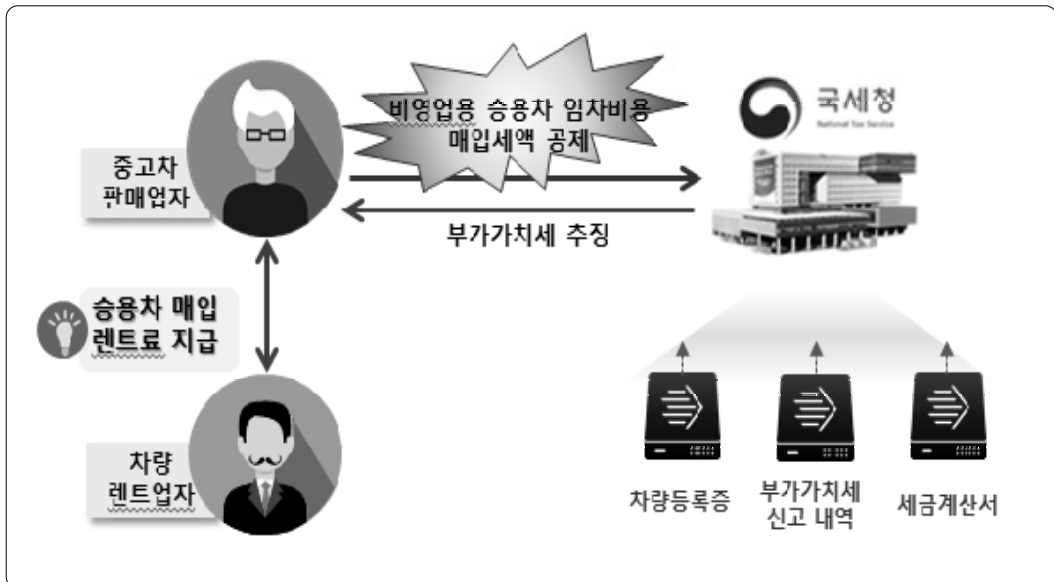 비영업용 승용차 임차비용
매입세액 공제
국세청
National Tax Service
중고차
판매업자
부가가치세 추징
승용차 매입
렌트료 지급
차량
렌트업자
차량등록증
부가가치세
신고 내역
세금계산서